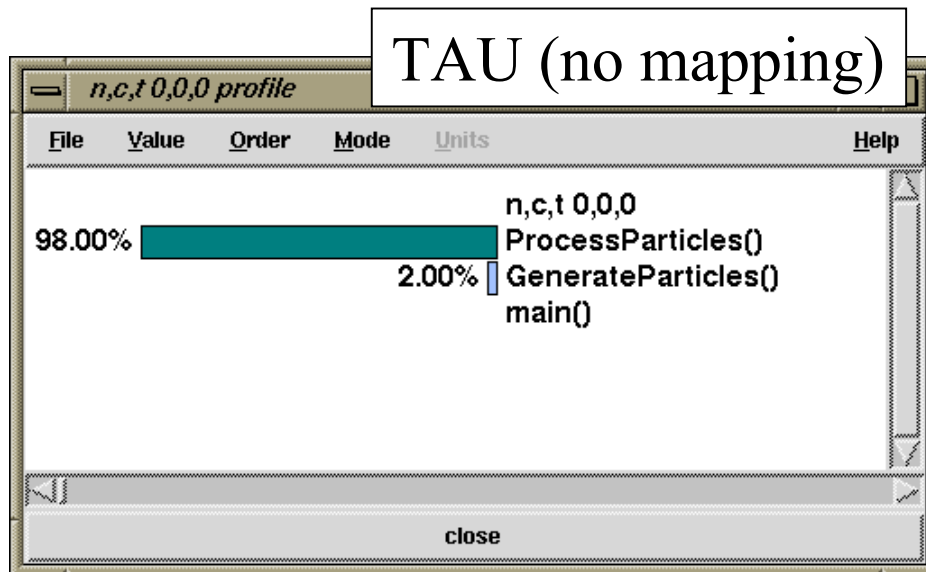 TAU (no mapping)
n,c,t 0,0,0 profile
File Value Order Mode Units Help
n,c,t 0,0,0
98.00% ProcessParticles()
2.00% GenerateParticles()
main()
close